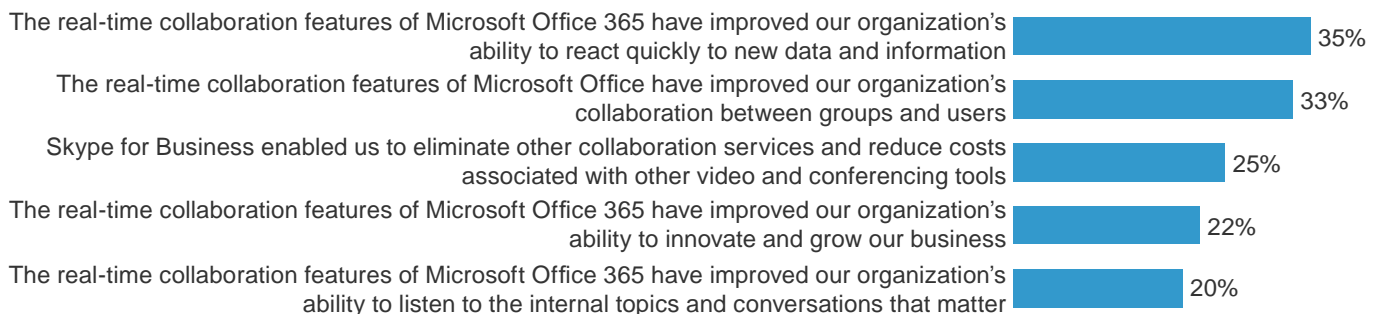 The real-time collaboration features of Microsoft Office 365 have improved our organization’s
ability to react quickly to new data and information
35%
The real-time collaboration features of Microsoft Office have improved our organization’s
collaboration between groups and users
33%
Skype for Business enabled us to eliminate other collaboration services and reduce costs
associated with other video and conferencing tools
25%
The real-time collaboration features of Microsoft Office 365 have improved our organization’s
ability to innovate and grow our business
22%
The real-time collaboration features of Microsoft Office 365 have improved our organization’s
ability to listen to the internal topics and conversations that matter
20%